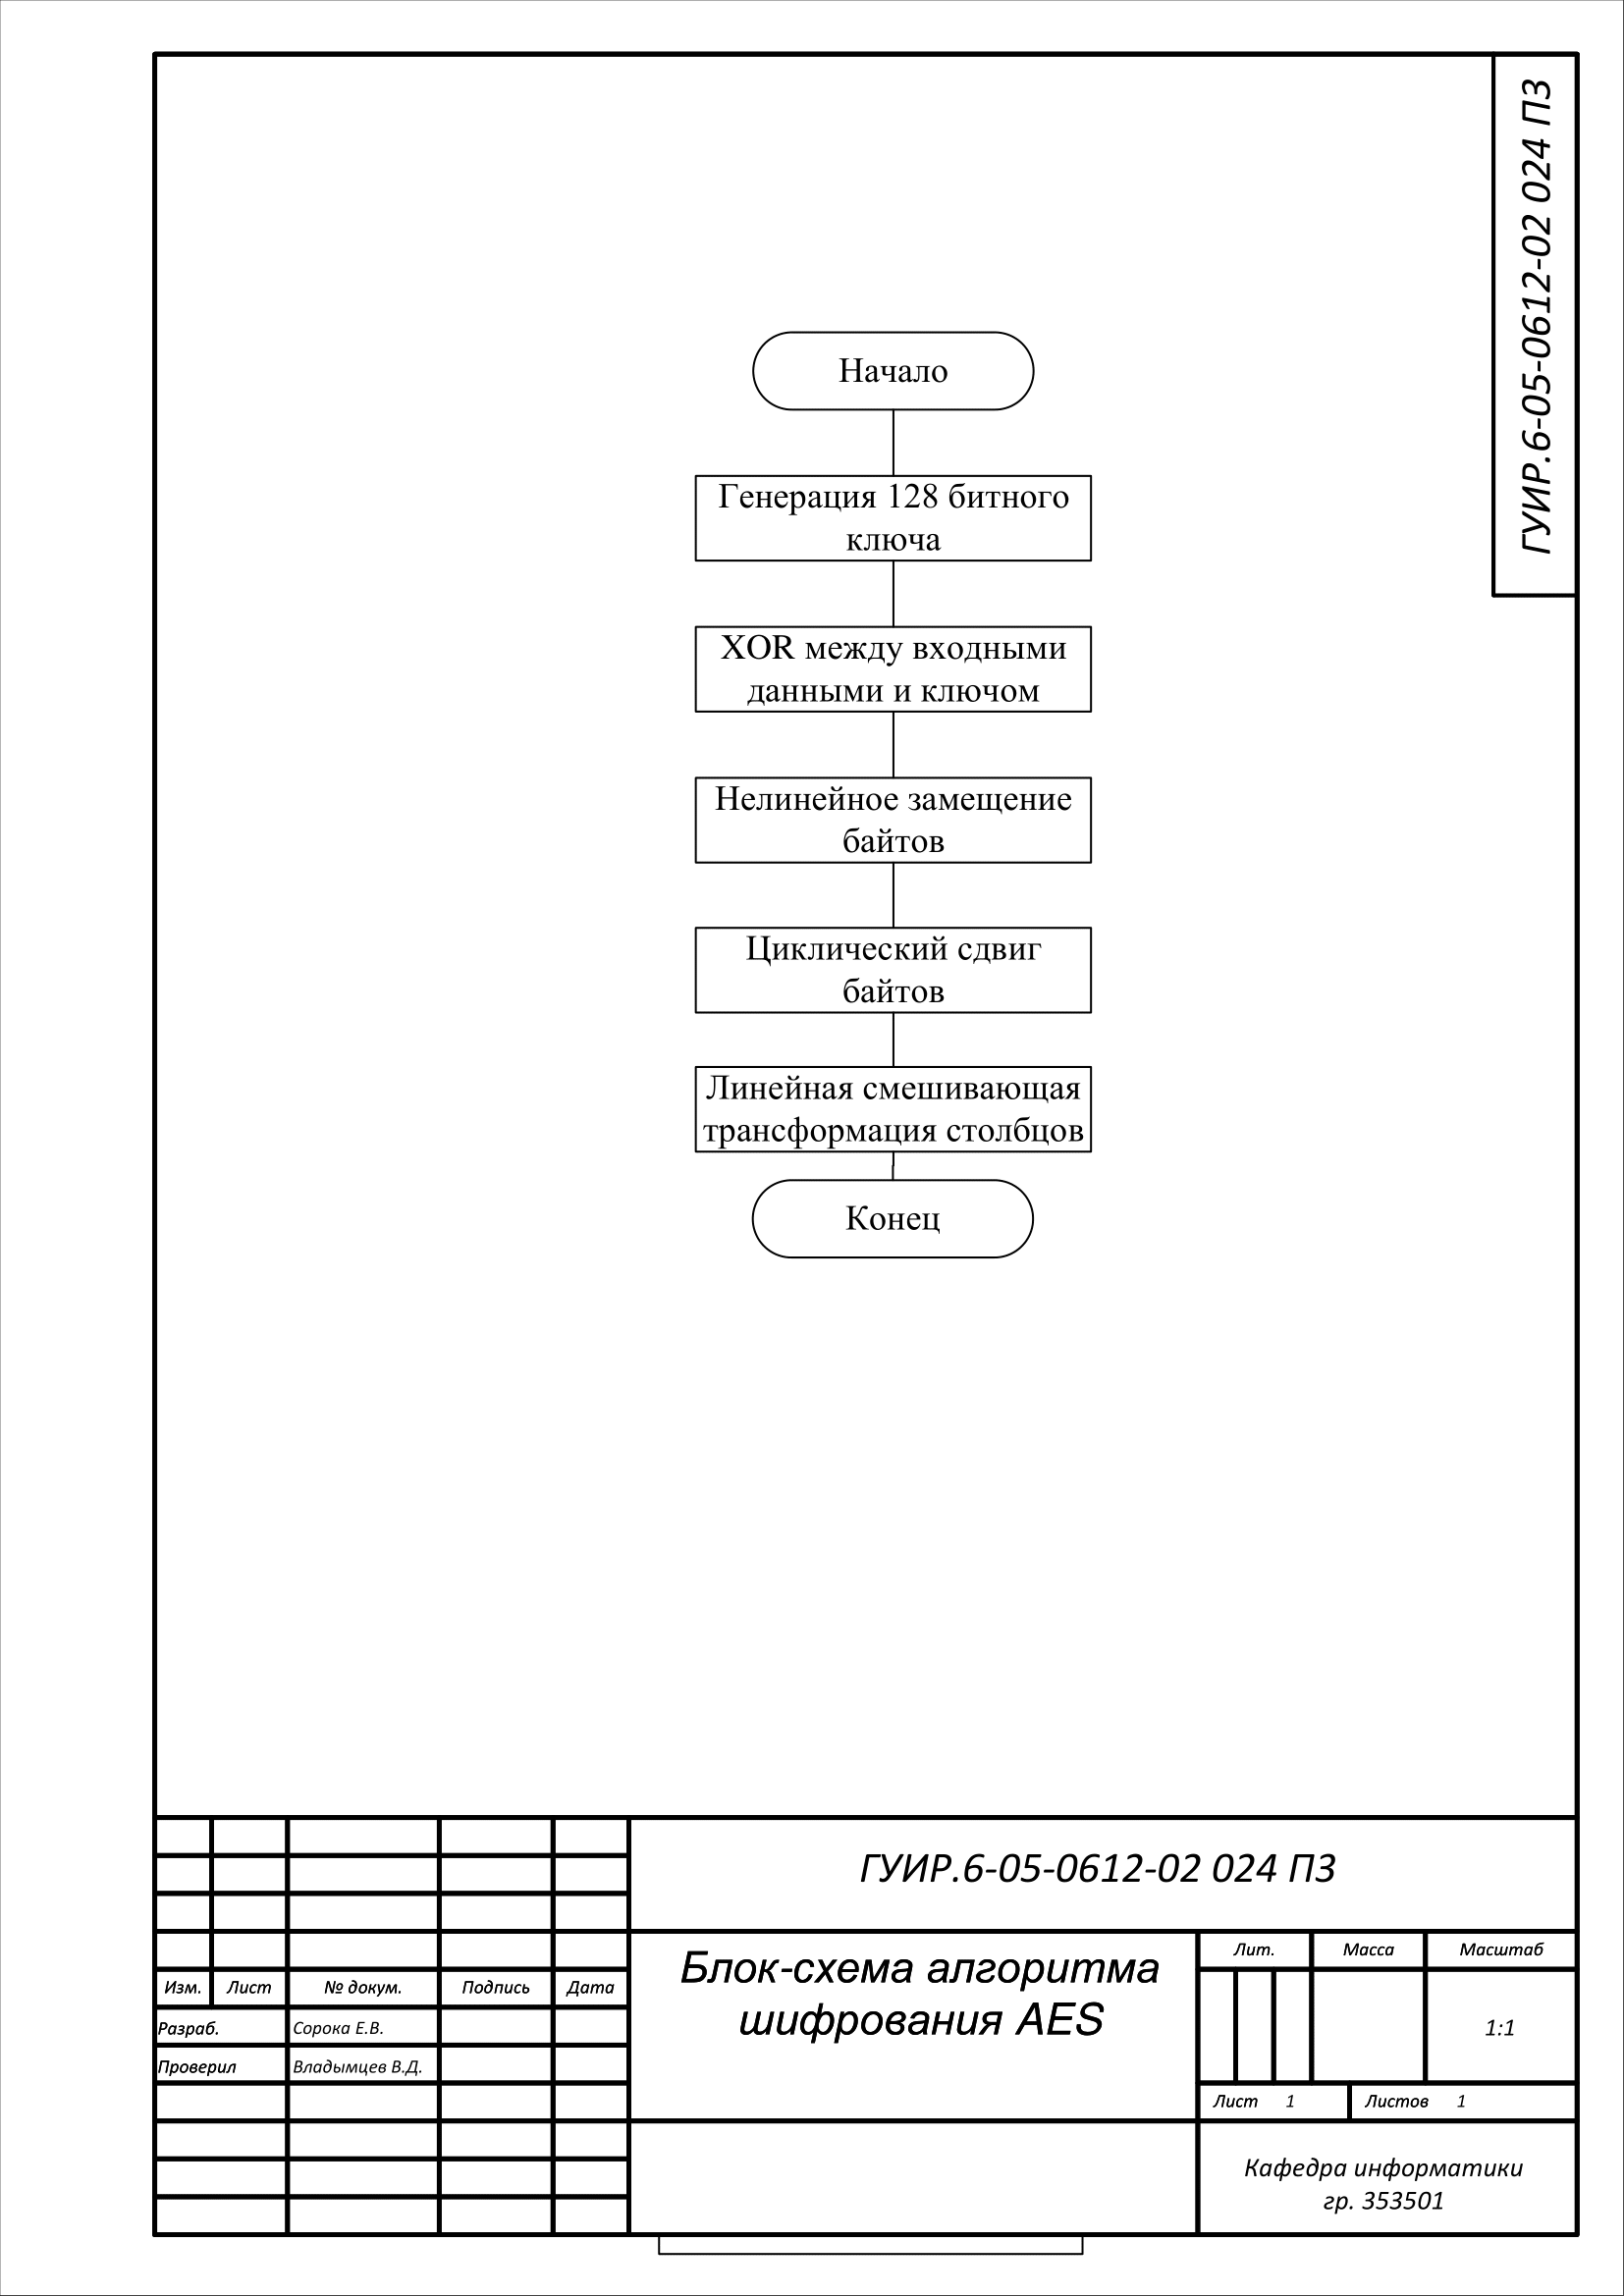 ГУИР.6-05-0612-02 024 ПЗ
Начало
Генерация 128 битного
ключа
XOR между входными
данными и ключом
Нелинейное замещение
байтов
Циклический сдвиг
байтов
Линейная смешивающая
трансформация столбцов
Конец
ГУИР.6-05-0612-02 024 ПЗ
Блок-схема алгоритма
шифрования AES
Лит. Масса Масштаб
1:1
Изм. Лист № докум. Подпись Дата
Разраб. Сорока Е.В.
Проверил Владымцев В.Д.
Лист 1 Листов 1
Кафедра информатики
гр. 353501